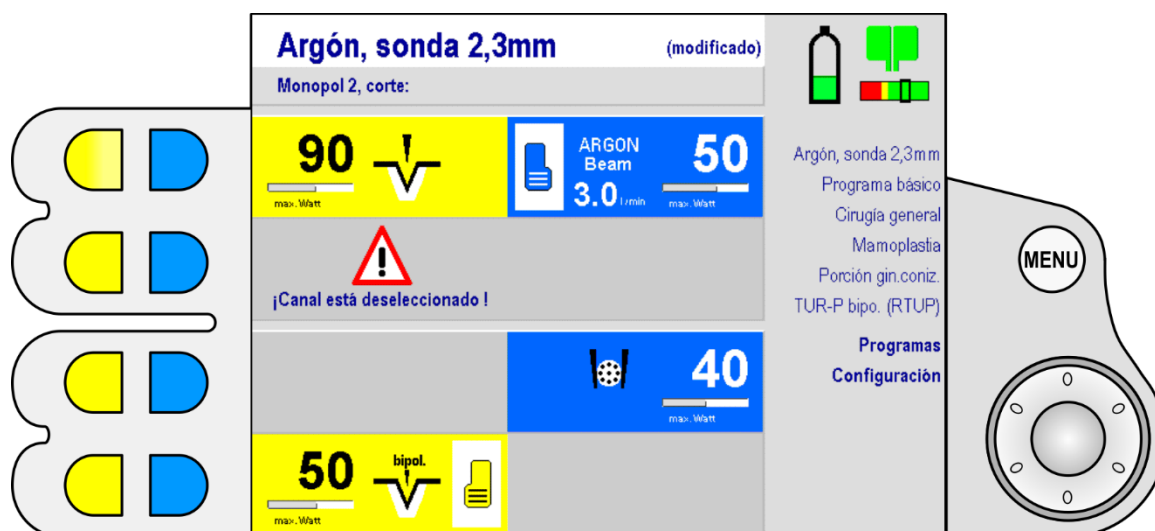 Argón, sonda 2,3mm (modificado)
Monopol 2, corte:
90
max. Watt
ARGON
Beam
3.0 l/min
50
max. Watt
¡Canal está deseleccionado !
40
max. Watt
50
bipol.
max. Watt
Argón, sonda 2,3mm
Programa básico
Cirugía general
Mamoplastia
Porción gin.coniz.
TUR-P bipo. (RTUP)
Programas
Configuración
MENU